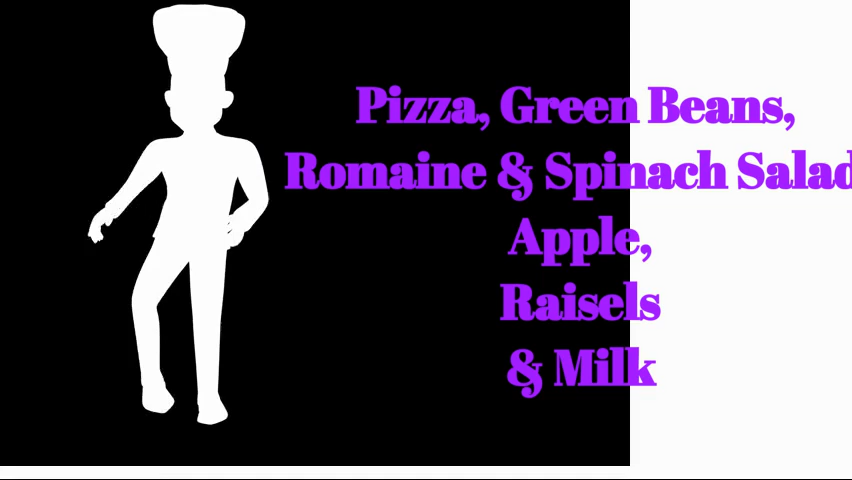 Pizza, Green Beans,
Romaine & Spinach Salad
Apple,
Raisels
& Milk